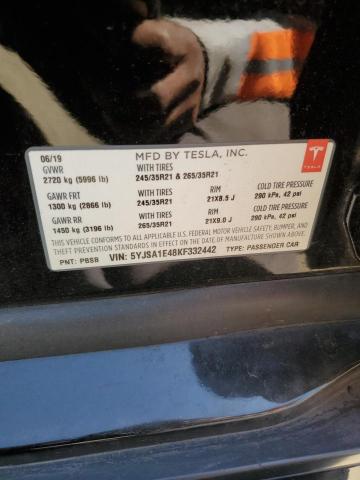 06/19 MFD BY TESLA, INC.
GVWR WITH TIRES
2720 kg (5996 lb) 245/35R21 & 265/35R21
GAWR FRT WITH TIRES RIM COLD TIRE PRESSURE
1300 kg (2866 lb) 245/35R21 21X8.5 J 290 kPa, 42 psi
GAWR RR WITH TIRES RIM COLD TIRE PRESSURE
1450 kg (3196 lb) 265/35R21 21X9.0 J 290 kPa, 42 psi
THIS VEHICLE CONFORMS TO ALL APPLICABLE U.S. FEDERAL MOTOR VEHICLE SAFETY, BUMPER, AND
THEFT PREVENTION STANDARDS IN EFFECT ON THE DATE OF MANUFACTURE SHOWN ABOVE.
PNT: PBSB VIN: 5YJSA1E48KF332442 TYPE: PASSENGER CAR
TESLA